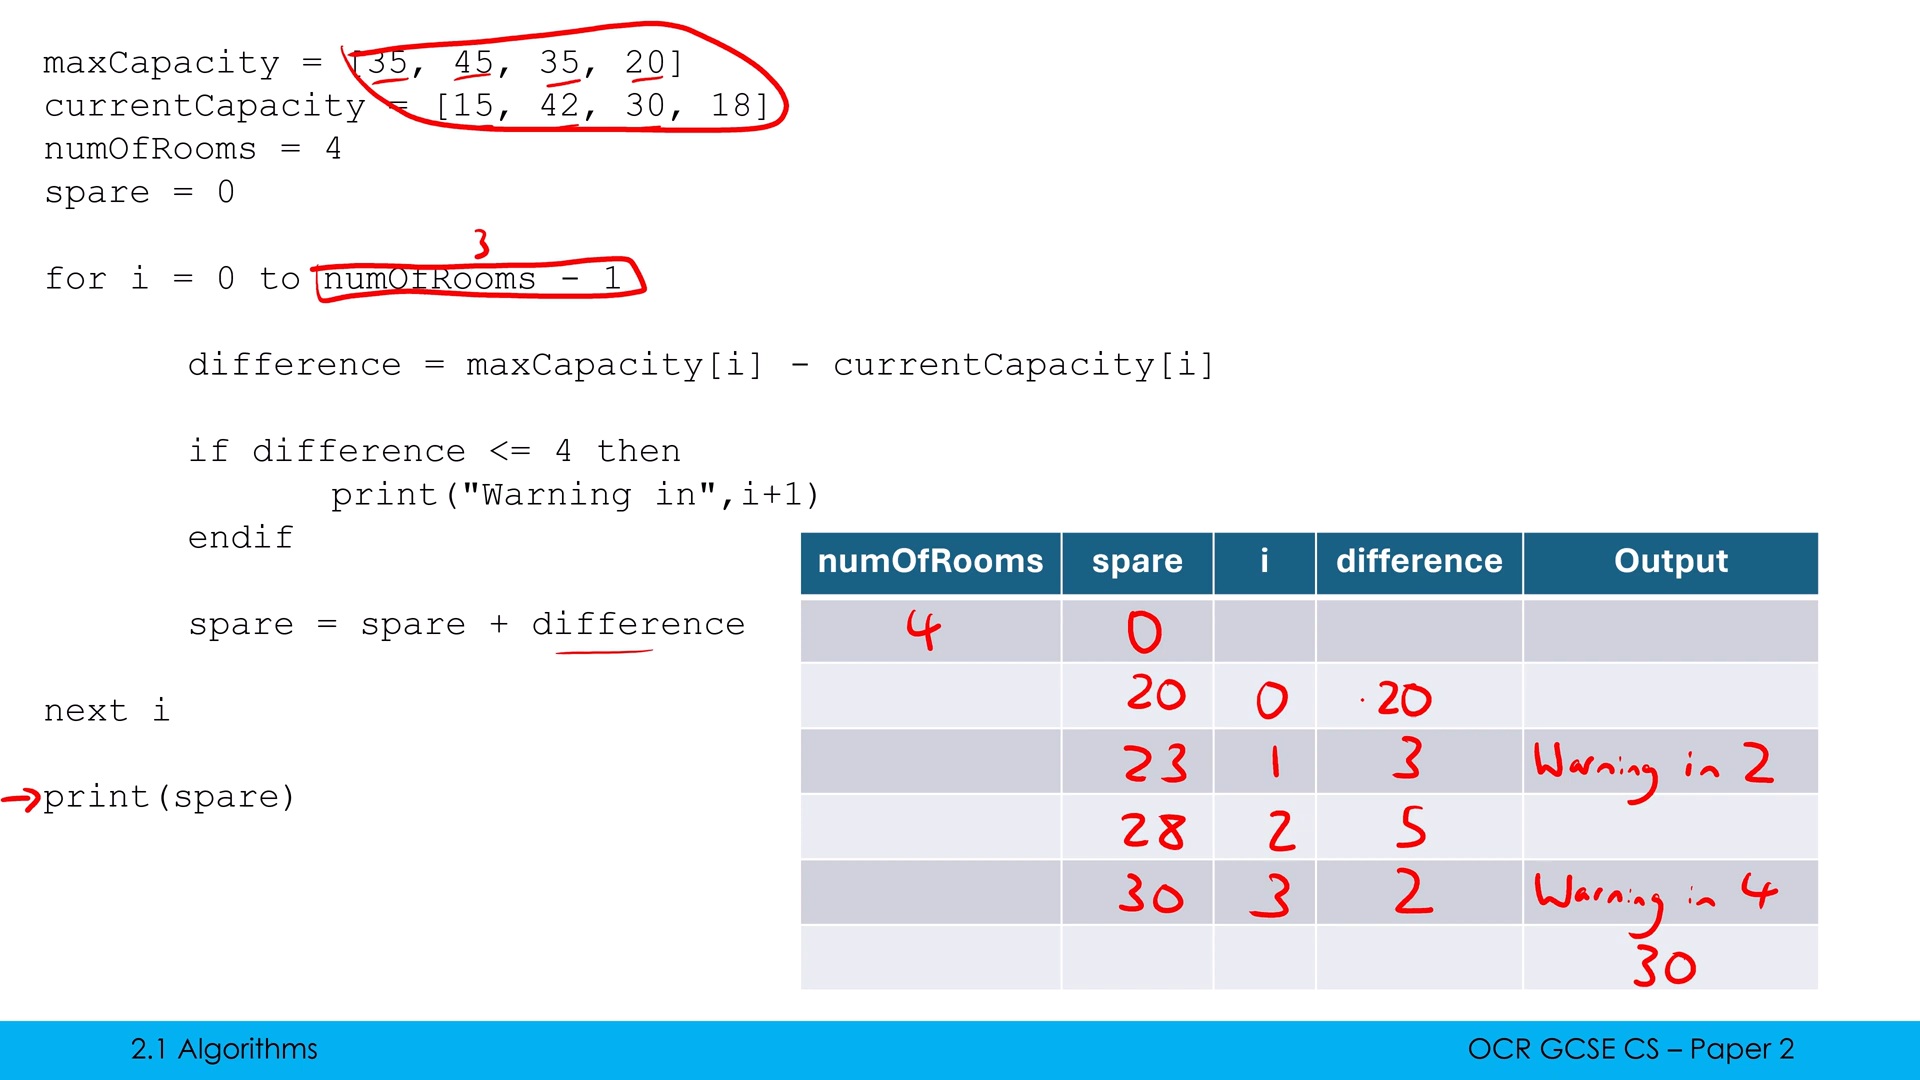 maxCapacity = [35, 45, 35, 20]
currentCapacity = [15, 42, 30, 18]
numOfRooms = 4
spare = 0
3
for i = 0 to numOfRooms - 1
difference = maxCapacity[i] - currentCapacity[i]
if difference <= 4 then
print("Warning in",i+1)
endif
spare = spare + difference
next i
print(spare)
numOfRooms spare i difference Output
4 0
20 0 20
23 1 3 Warning in 2
28 2 5
30 3 2 Warning in 4
30
2.1 Algorithms OCR GCSE CS – Paper 2